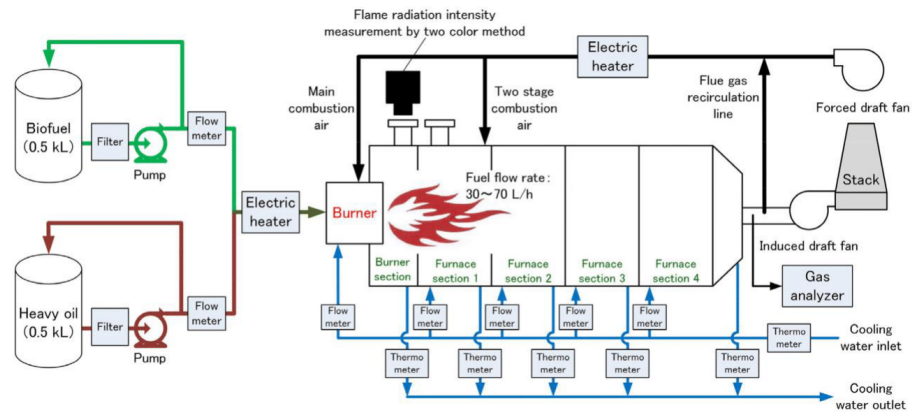 Flame radiation intensity
measurement by two color method
Electric
heater
Main
combustion
air
Two stage
combustion
air
Flue gas
recirculation
line
Forced draft fan
Biofuel
(0.5 kL)
Filter
Pump
Flow
meter
Electric
heater
Burner
Fuel flow rate:
30～70 L/h
Stack
Induced draft fan
Gas
analyzer
Burner
section
Furnace
section 1
Furnace
section 2
Furnace
section 3
Furnace
section 4
Heavy oil
(0.5 kL)
Filter
Pump
Flow
meter
Flow
meter
Flow
meter
Flow
meter
Flow
meter
Flow
meter
Thermo
meter
Cooling
water inlet
Thermo
meter
Thermo
meter
Thermo
meter
Thermo
meter
Thermo
meter
Cooling
water outlet